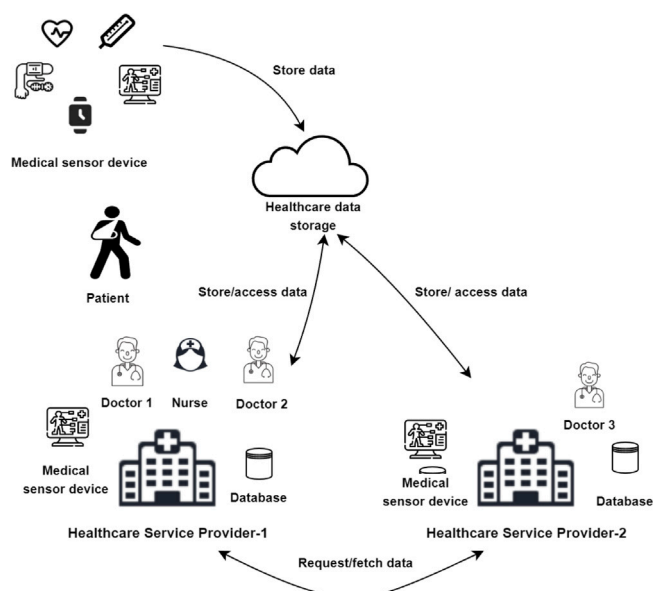 Store data
Medical sensor device
Healthcare data
storage
Patient
Store/access data
Store/ access data
Doctor 1
Nurse
Doctor 2
Doctor 3
Medical
sensor device
Database
Medical
sensor device
Database
Healthcare Service Provider-1
Healthcare Service Provider-2
Request/fetch data